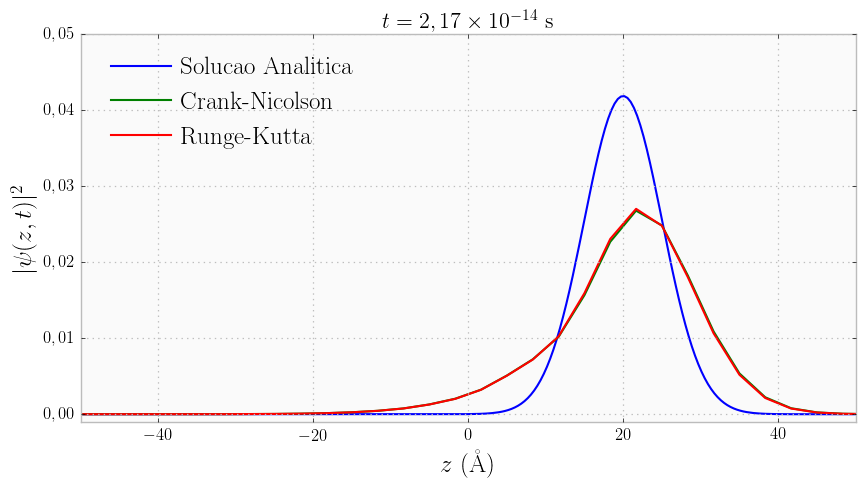 t = 2,17 × 10⁻¹⁴ s
0,05
0,04
0,03
0,02
0,01
0,00
|ψ(z, t)|²
Solucao Analitica
Crank-Nicolson
Runge-Kutta
−40 −20 0 20 40
z (Å)